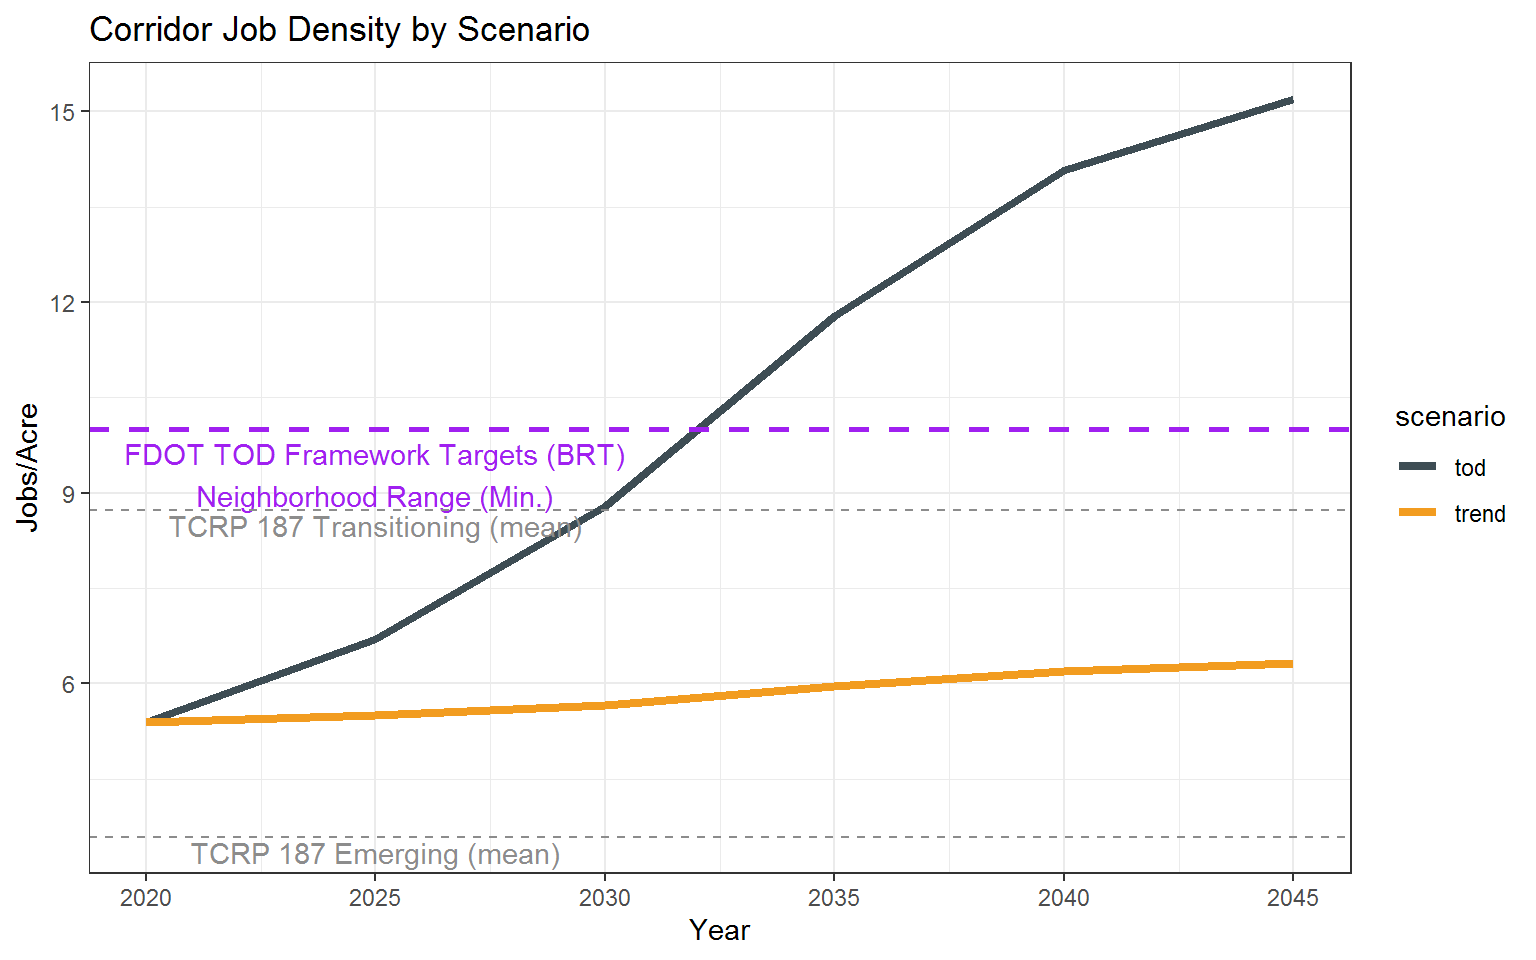 Corridor Job Density by Scenario
15
12
9
6
Jobs/Acre
FDOT TOD Framework Targets (BRT)
Neighborhood Range (Min.)
TCRP 187 Transitioning (mean)
TCRP 187 Emerging (mean)
2020 2025 2030 2035 2040 2045
Year
scenario
tod
trend